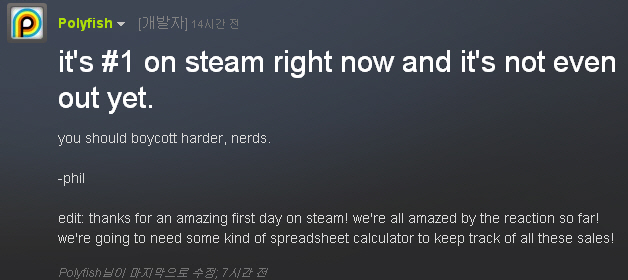 Polyfish [개발자] 14시간 전
it's #1 on steam right now and it's not even
out yet.
you should boycott harder, nerds.
-phil
edit: thanks for an amazing first day on steam! we're all amazed by the reaction so far!
we're going to need some kind of spreadsheet calculator to keep track of all these sales!
Polyfish님이 마지막으로 수정; 7시간 전